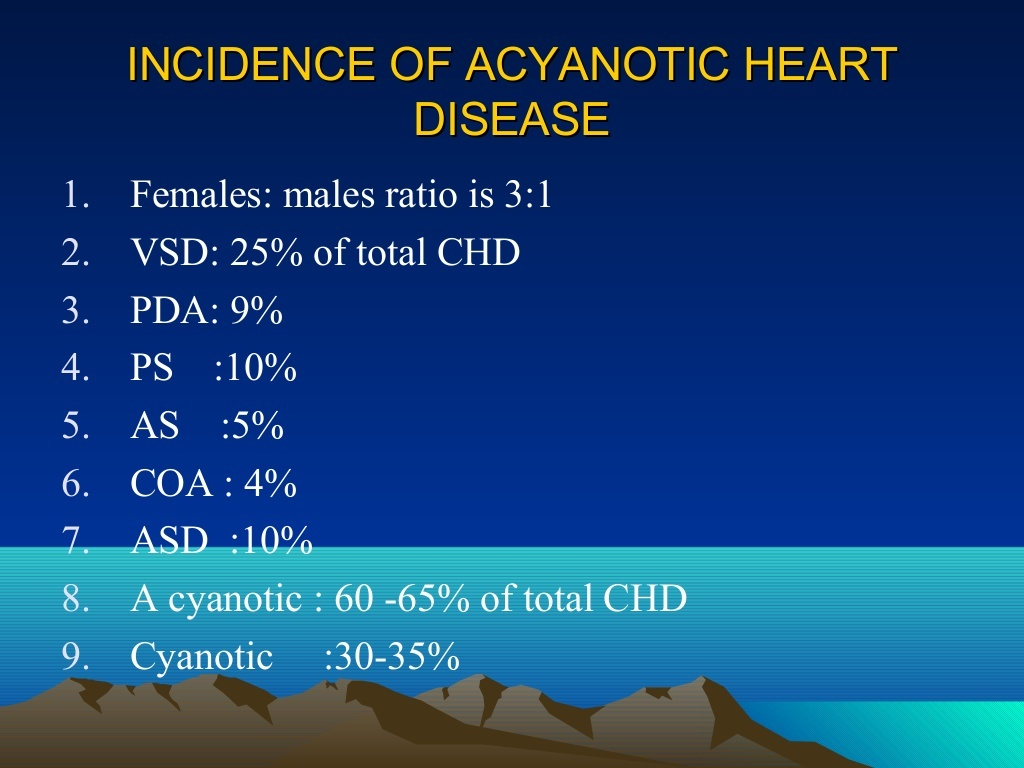 INCIDENCE OF ACYANOTIC HEART
DISEASE
1. Females: males ratio is 3:1
2. VSD: 25% of total CHD
3. PDA: 9%
4. PS :10%
5. AS :5%
6. COA : 4%
7. ASD :10%
8. A cyanotic : 60 -65% of total CHD
9. Cyanotic :30-35%